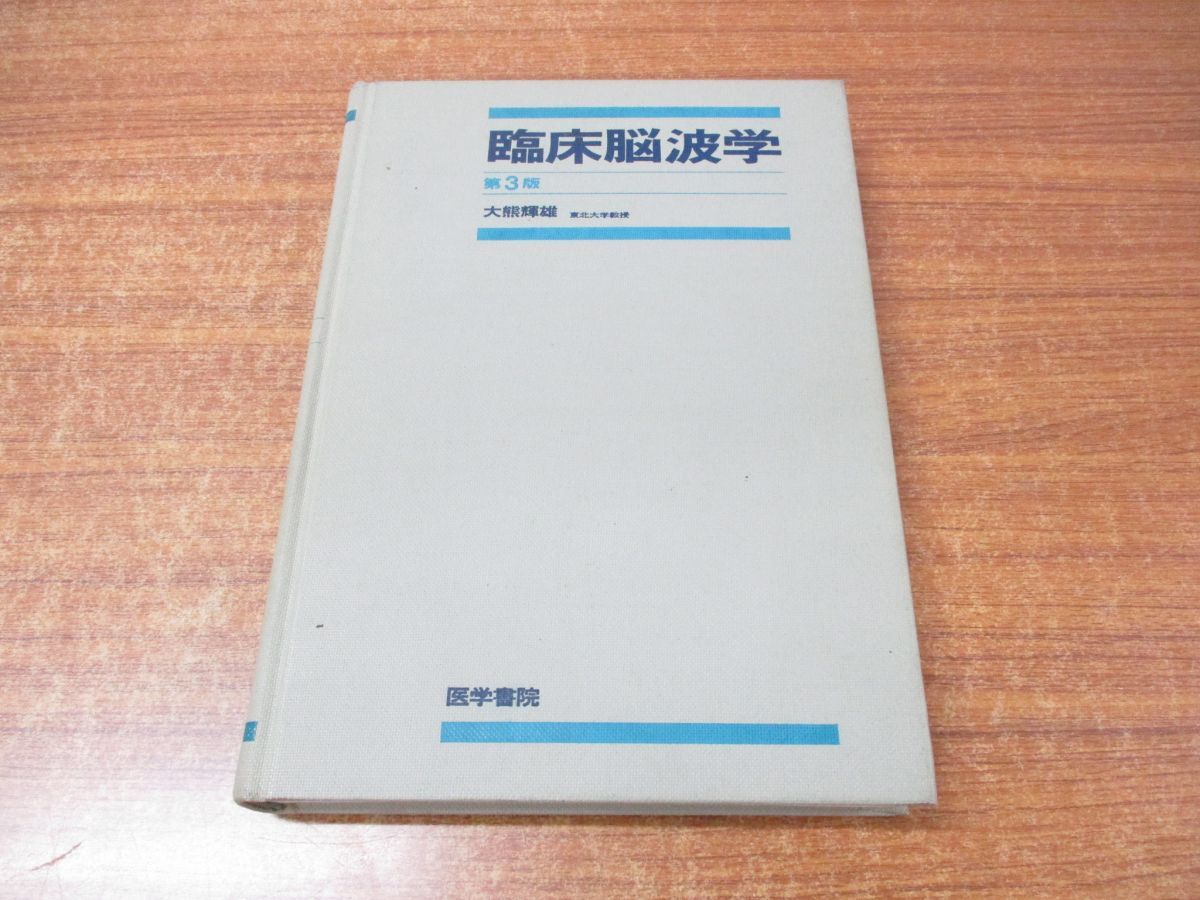 臨床脳波学
第3版
大熊輝雄 東北大学教授
医学書院